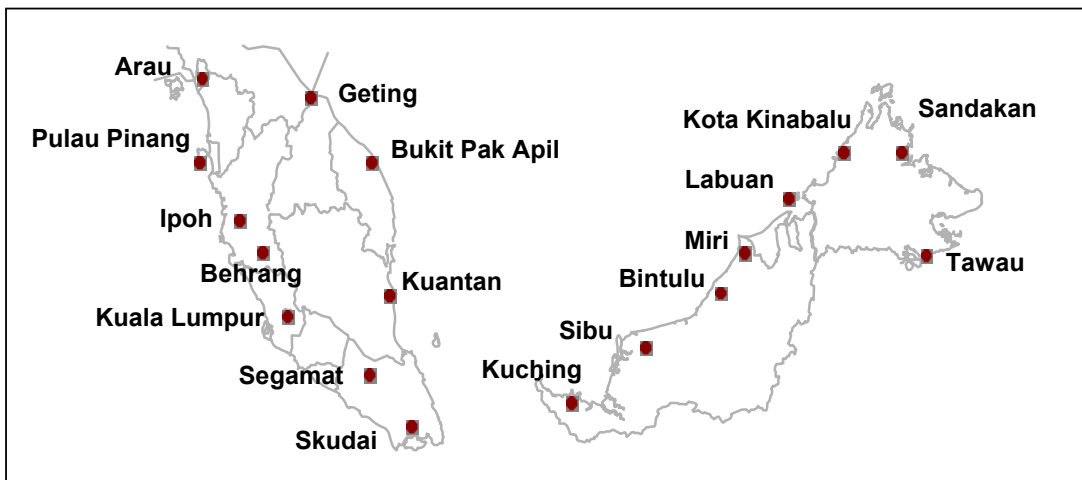 Arau
Geting
Pulau Pinang
Bukit Pak Apil
Ipoh
Behrang
Kuantan
Kuala Lumpur
Segamat
Skudai
Sandakan
Kota Kinabalu
Labuan
Miri
Tawau
Bintulu
Sibu
Kuching